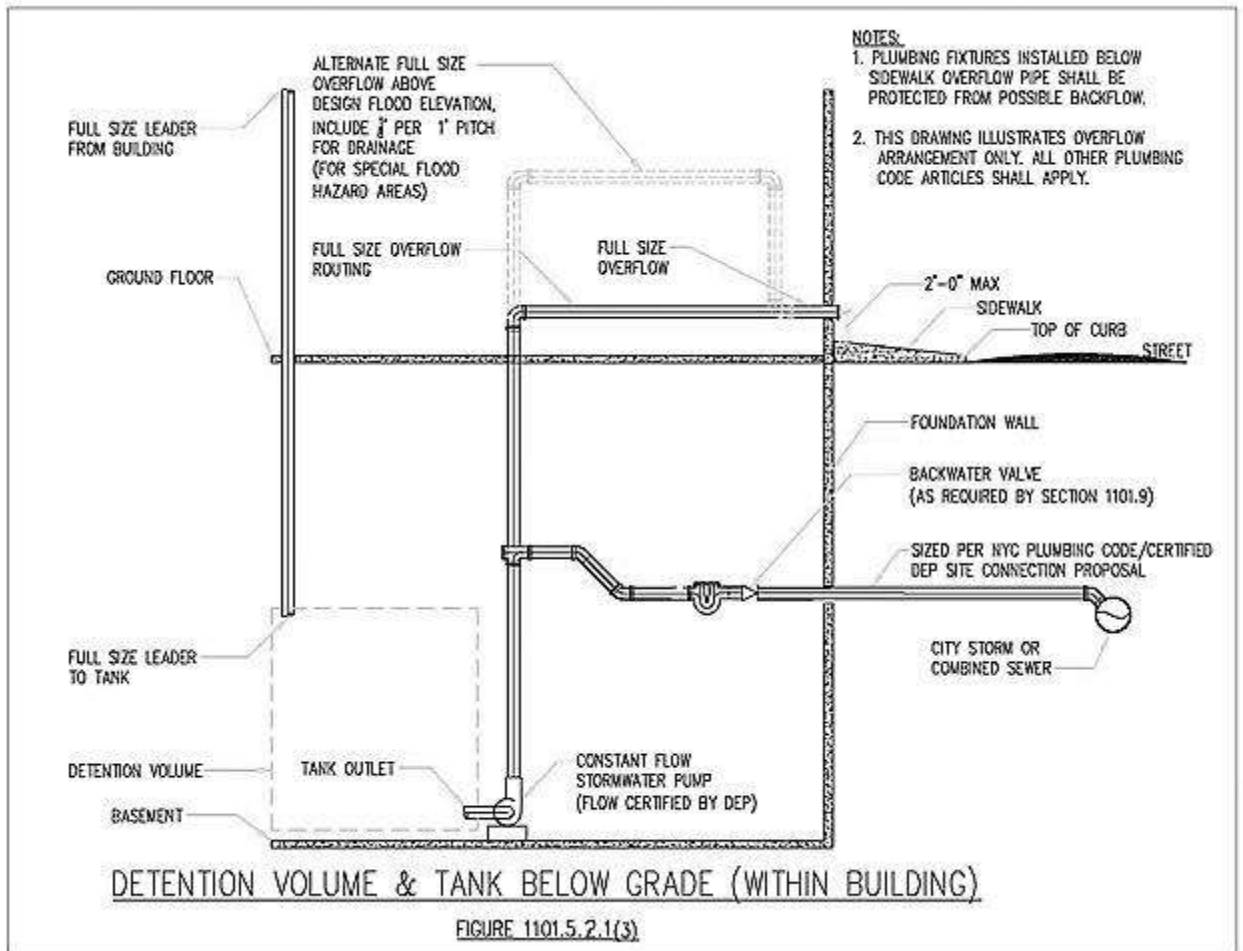 NOTES:
1. PLUMBING FIXTURES INSTALLED BELOW
SIDEWALK OVERFLOW PIPE SHALL BE
PROTECTED FROM POSSIBLE BACKFLOW.
2. THIS DRAWING ILLUSTRATES OVERFLOW
ARRANGEMENT ONLY. ALL OTHER PLUMBING
CODE ARTICLES SHALL APPLY.
ALTERNATE FULL SIZE
OVERFLOW ABOVE
DESIGN FLOOD ELEVATION,
INCLUDE PER 1' PITCH
FOR DRAINAGE
(FOR SPECIAL FLOOD
HAZARD AREAS)
FULL SIZE LEADER
FROM BUILDING
FULL SIZE OVERFLOW
ROUTING
FULL SIZE
OVERFLOW
GROUND FLOOR
2'-0" MAX
SIDEWALK
TOP OF CURB
STREET
FOUNDATION WALL
BACKWATER VALVE
(AS REQUIRED BY SECTION 1101.9)
SIZED PER NYC PLUMBING CODE/CERTIFIED
DEP SITE CONNECTION PROPOSAL
CITY STORM OR
COMBINED SEWER
FULL SIZE LEADER
TO TANK
DETENTION VOLUME
TANK OUTLET
CONSTANT FLOW
STORMWATER PUMP
(FLOW CERTIFIED BY DEP)
BASEMENT
DETENTION VOLUME & TANK BELOW GRADE (WITHIN BUILDING)
FIGURE 1101.5.2.1(3)